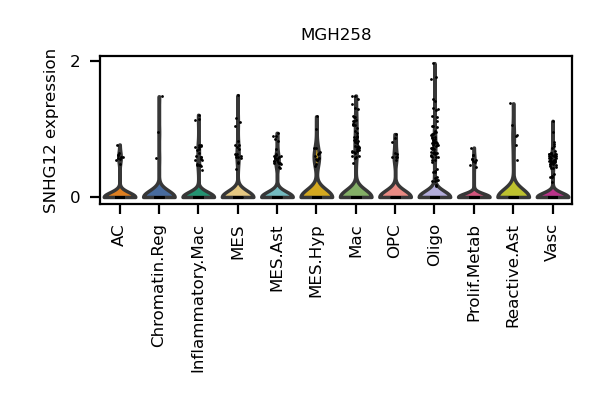 MGH258
SNHG12 expression
2
0
AC
Chromatin.Reg
Inflammatory.Mac
MES
MES.Ast
MES.Hyp
Mac
OPC
Oligo
Prolif.Metab
Reactive.Ast
Vasc